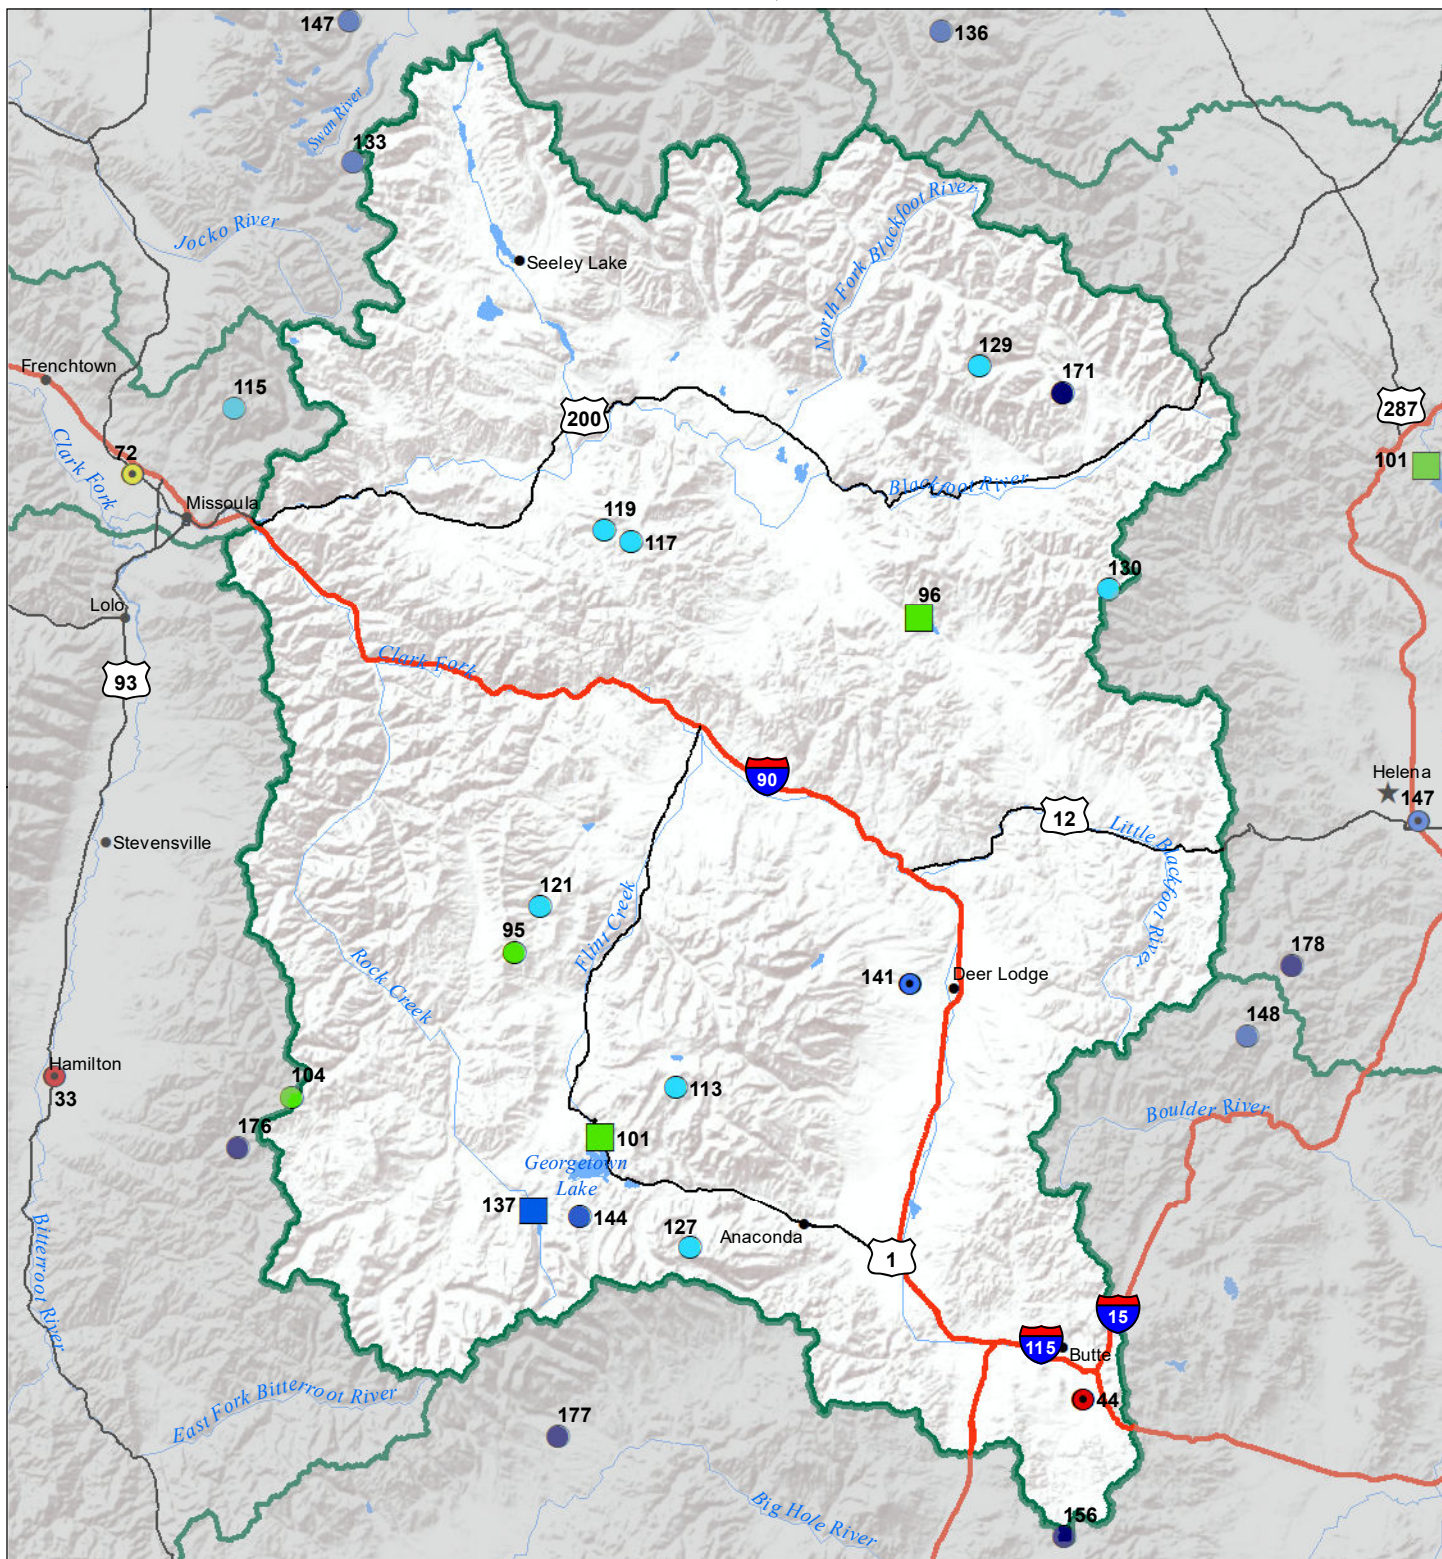 147
136
Swan River
133
Jocko River
North Fork Blackfoot River
Seeley Lake
129
171
Frenchtown
115
200
287
Clark Fork
72
101
Missoula
Blackfoot River
119
117
130
96
Lolo
93
Clark Fork
90
Helena
147
12
Little Blackfoot River
Stevensville
121
Flint Creek
95
Rock Creek
141
Deer Lodge
178
148
Hamilton
33
104
113
Boulder River
176
101
Georgetown
Lake
137
144
127
Anaconda
1
Bitterroot River
15
115
Butte
44
East Fork Bitterroot River
177
Big Hole River
156